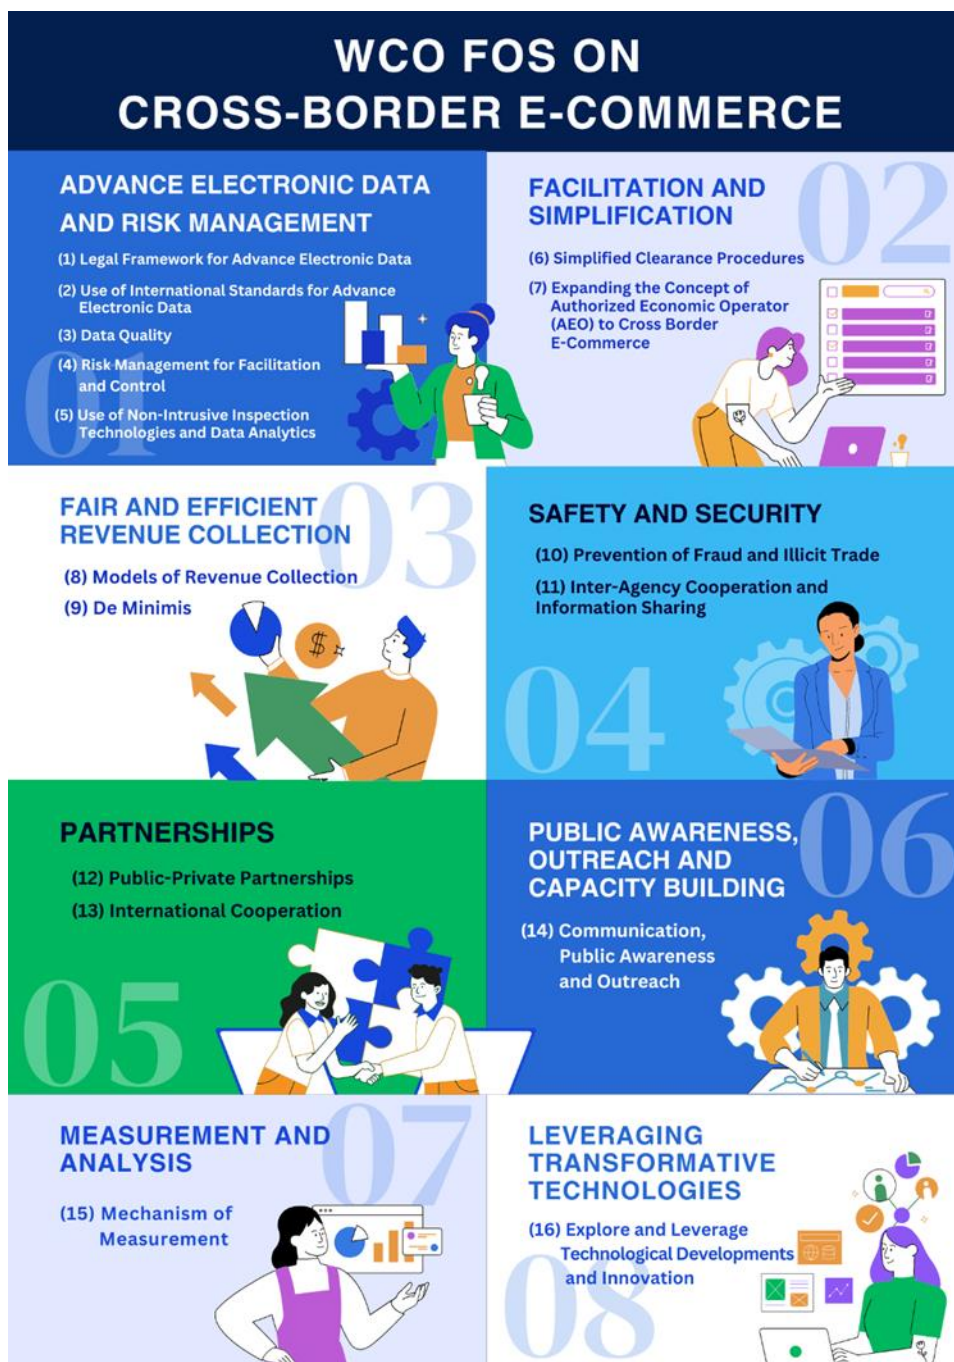 WCO FOS ON
CROSS-BORDER E-COMMERCE
01
ADVANCE ELECTRONIC DATA
AND RISK MANAGEMENT
(1) Legal Framework for Advance Electronic Data
(2) Use of International Standards for Advance
Electronic Data
(3) Data Quality
(4) Risk Management for Facilitation
and Control
(5) Use of Non-Intrusive Inspection
Technologies and Data Analytics
02
FACILITATION AND
SIMPLIFICATION
(6) Simplified Clearance Procedures
(7) Expanding the Concept of
Authorized Economic Operator
(AEO) to Cross Border
E-Commerce
03
FAIR AND EFFICIENT
REVENUE COLLECTION
(8) Models of Revenue Collection
(9) De Minimis
$
04
SAFETY AND SECURITY
(10) Prevention of Fraud and Illicit Trade
(11) Inter-Agency Cooperation and
Information Sharing
05
PARTNERSHIPS
(12) Public-Private Partnerships
(13) International Cooperation
06
PUBLIC AWARENESS,
OUTREACH AND
CAPACITY BUILDING
(14) Communication,
Public Awareness
and Outreach
07
MEASUREMENT AND
ANALYSIS
(15) Mechanism of
Measurement
08
LEVERAGING
TRANSFORMATIVE
TECHNOLOGIES
(16) Explore and Leverage
Technological Developments
and Innovation